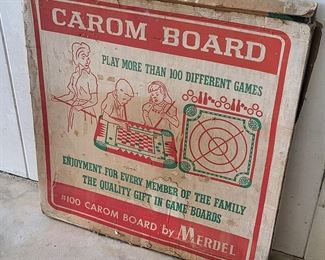 CAROM BOARD
PLAY MORE THAN 100 DIFFERENT GAMES
ENJOYMENT FOR EVERY MEMBER OF THE FAMILY
THE QUALITY GIFT IN GAME BOARDS
#100 CAROM BOARD by MERDEL